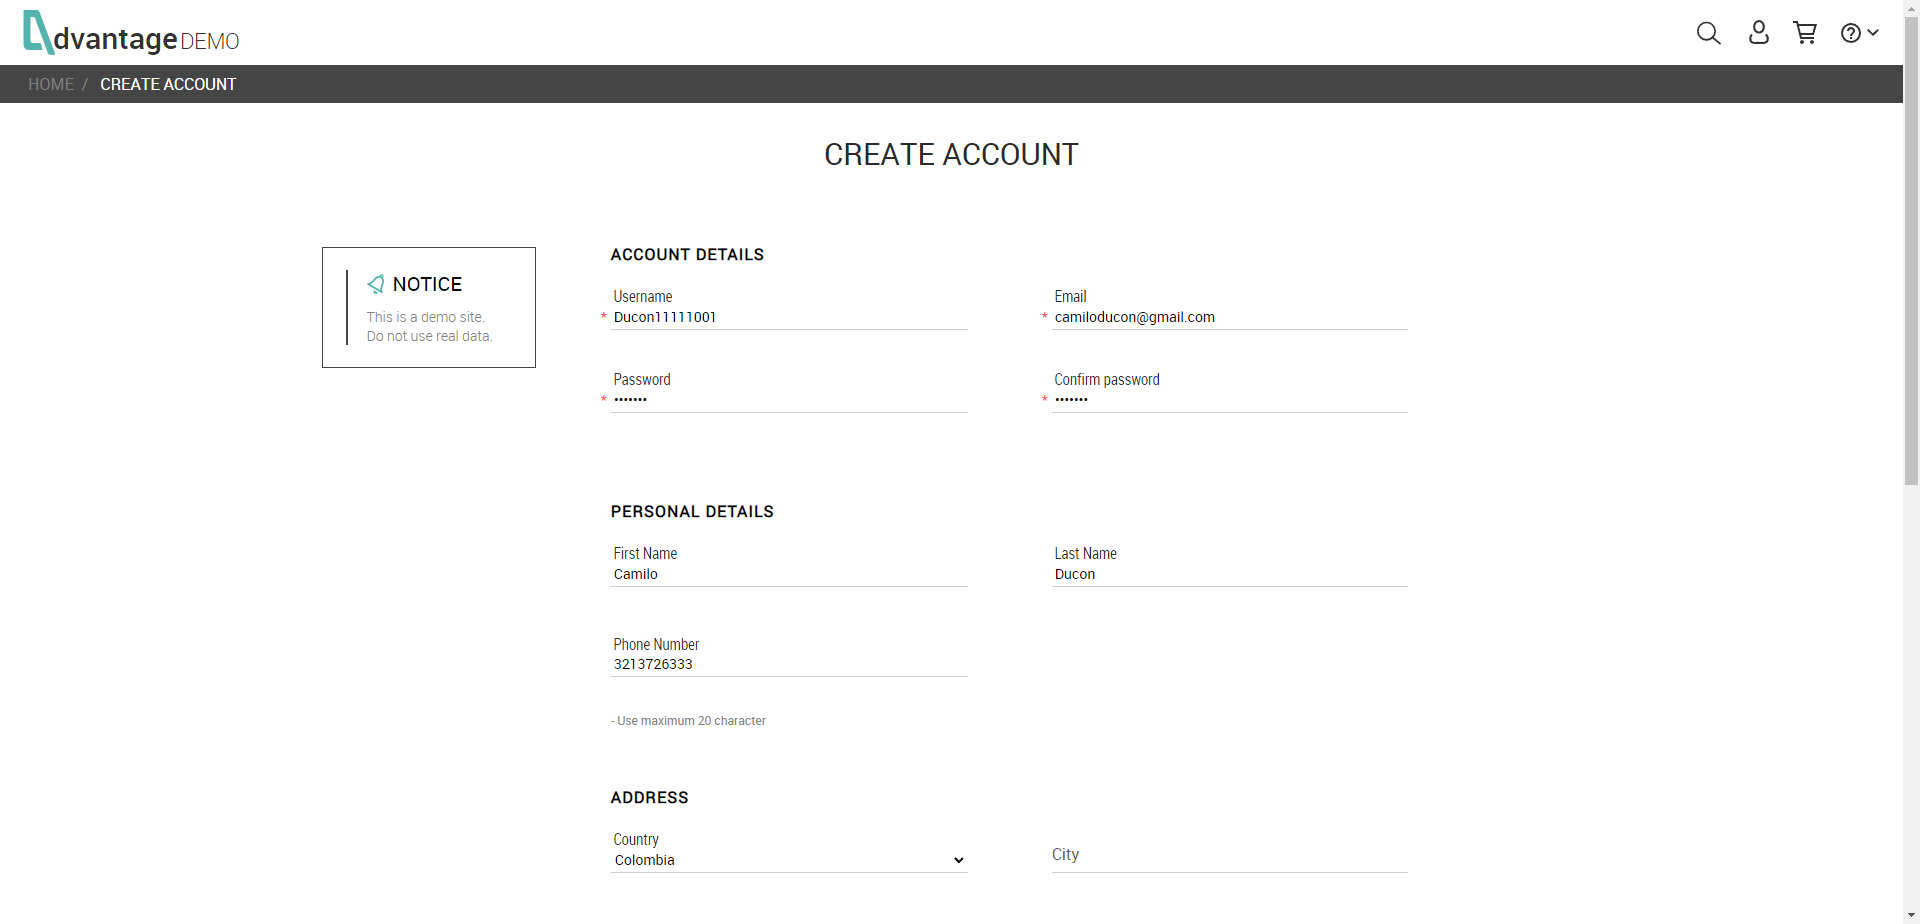 dvantage DEMO
HOME / CREATE ACCOUNT
CREATE ACCOUNT
NOTICE
This is a demo site.
Do not use real data.
ACCOUNT DETAILS
Username
* Ducon11111001
Email
* camiloducon@gmail.com
Password
* •••••••
Confirm password
* •••••••
PERSONAL DETAILS
First Name
Camilo
Last Name
Ducon
Phone Number
3213726333
- Use maximum 20 character
ADDRESS
Country
Colombia
City